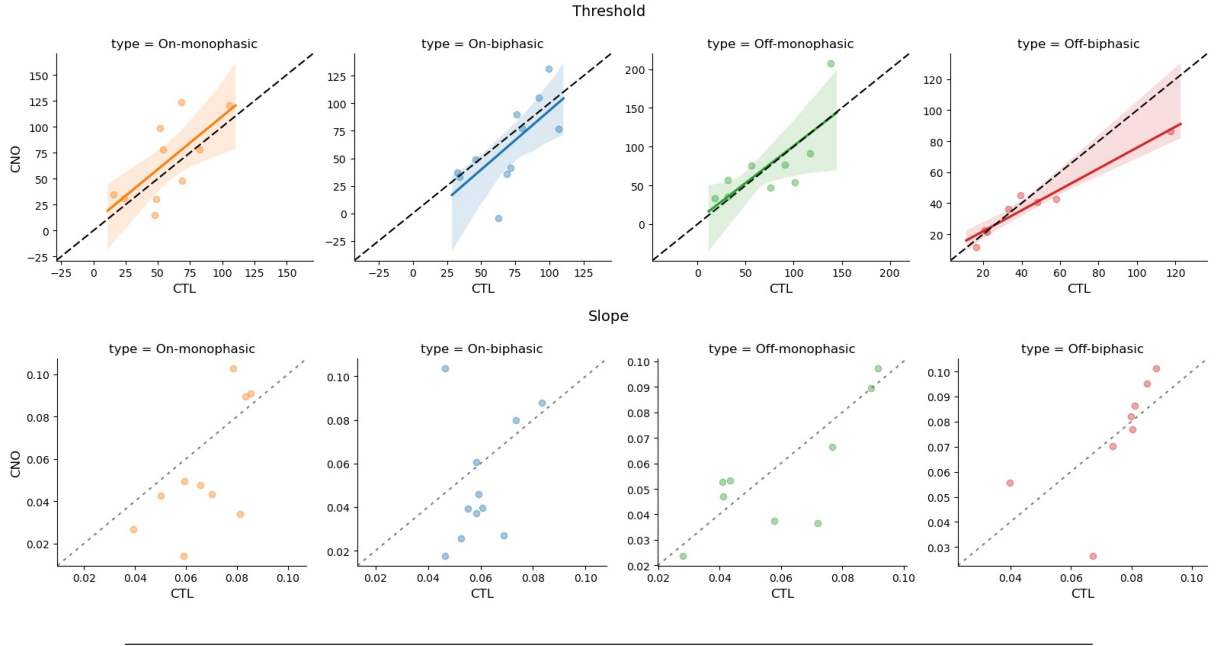 Threshold
type = On-monophasic type = On-biphasic type = Off-monophasic type = Off-biphasic
150
125
100
75
50
25
0
−25
CNO
−25 0 25 50 75 100 125 150
CTL
125
100
75
50
25
0
−25
−25 0 25 50 75 100 125
CTL
200
150
100
50
0
0 50 100 150 200
CTL
120
100
80
60
40
20
20 40 60 80 100 120
CTL
Slope
type = On-monophasic type = On-biphasic type = Off-monophasic type = Off-biphasic
0.10
0.08
0.06
0.04
0.02
CNO
0.02 0.04 0.06 0.08 0.10
CTL
0.10
0.08
0.06
0.04
0.02
0.02 0.04 0.06 0.08 0.10
CTL
0.10
0.09
0.08
0.07
0.06
0.05
0.04
0.03
0.02
0.02 0.04 0.06 0.08 0.10
CTL
0.10
0.09
0.08
0.07
0.06
0.05
0.04
0.03
0.04 0.06 0.08 0.10
CTL